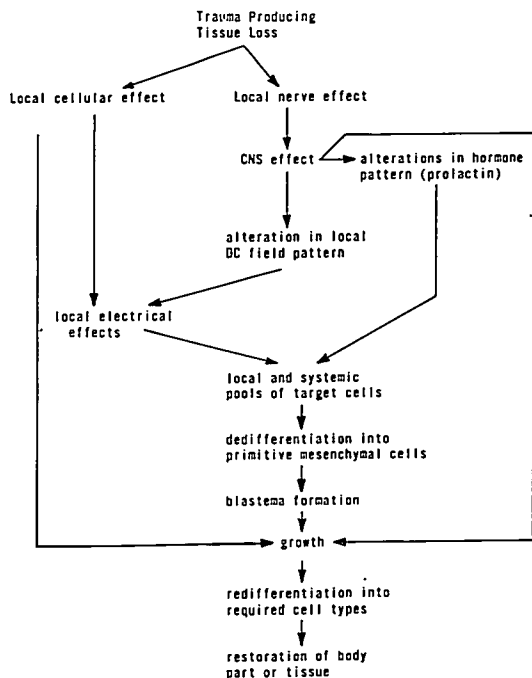 Trauma Producing
Tissue Loss
Local cellular effect
Local nerve effect
CNS effect
alterations in hormone
pattern (prolactin)
alteration in local
DC field pattern
local electrical
effects
local and systemic
pools of target cells
dedifferentiation into
primitive mesenchymal cells
blastema formation
growth
redifferentiation into
required cell types
restoration of body
part or tissue